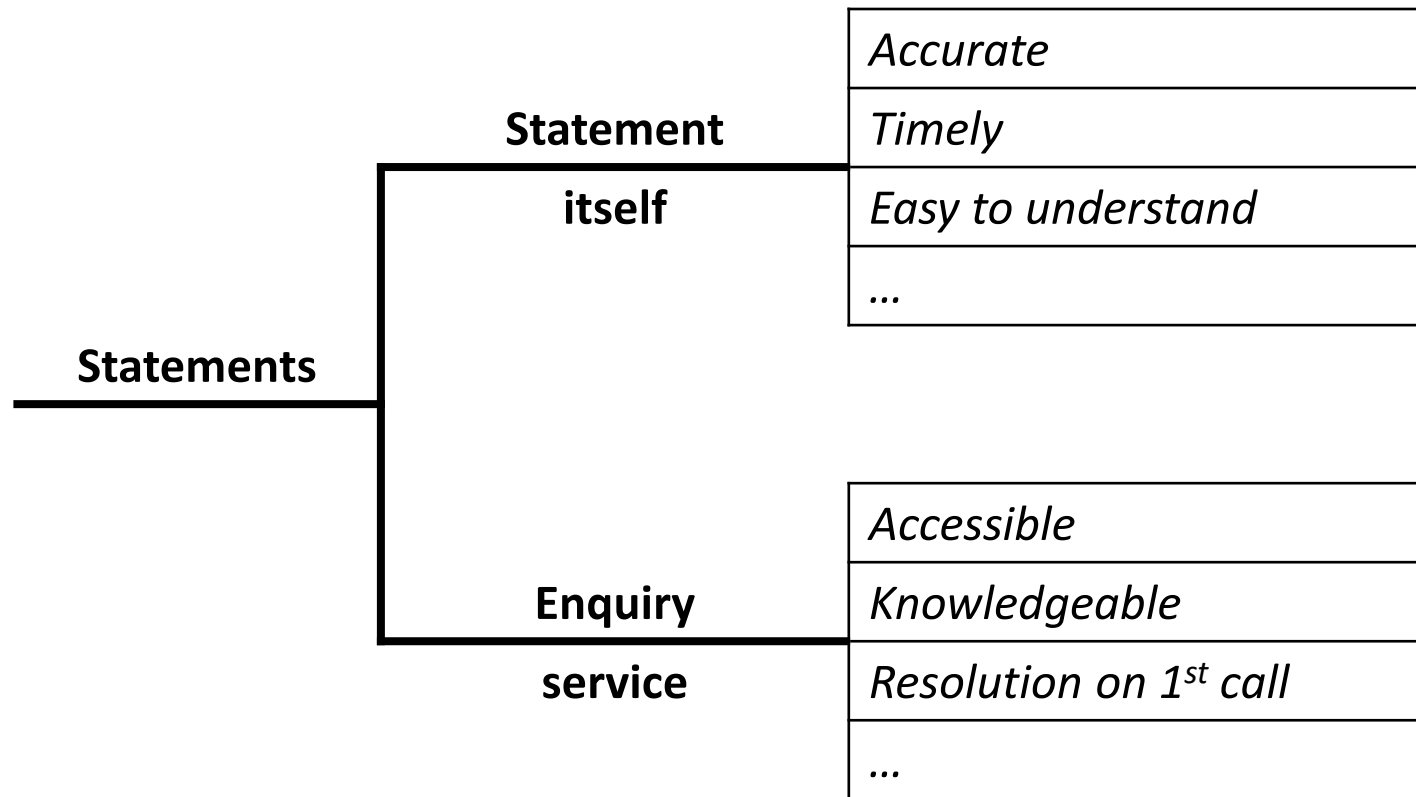 Statements
Statement
itself
Accurate
Timely
Easy to understand
...
Enquiry
service
Accessible
Knowledgeable
Resolution on 1st call
...